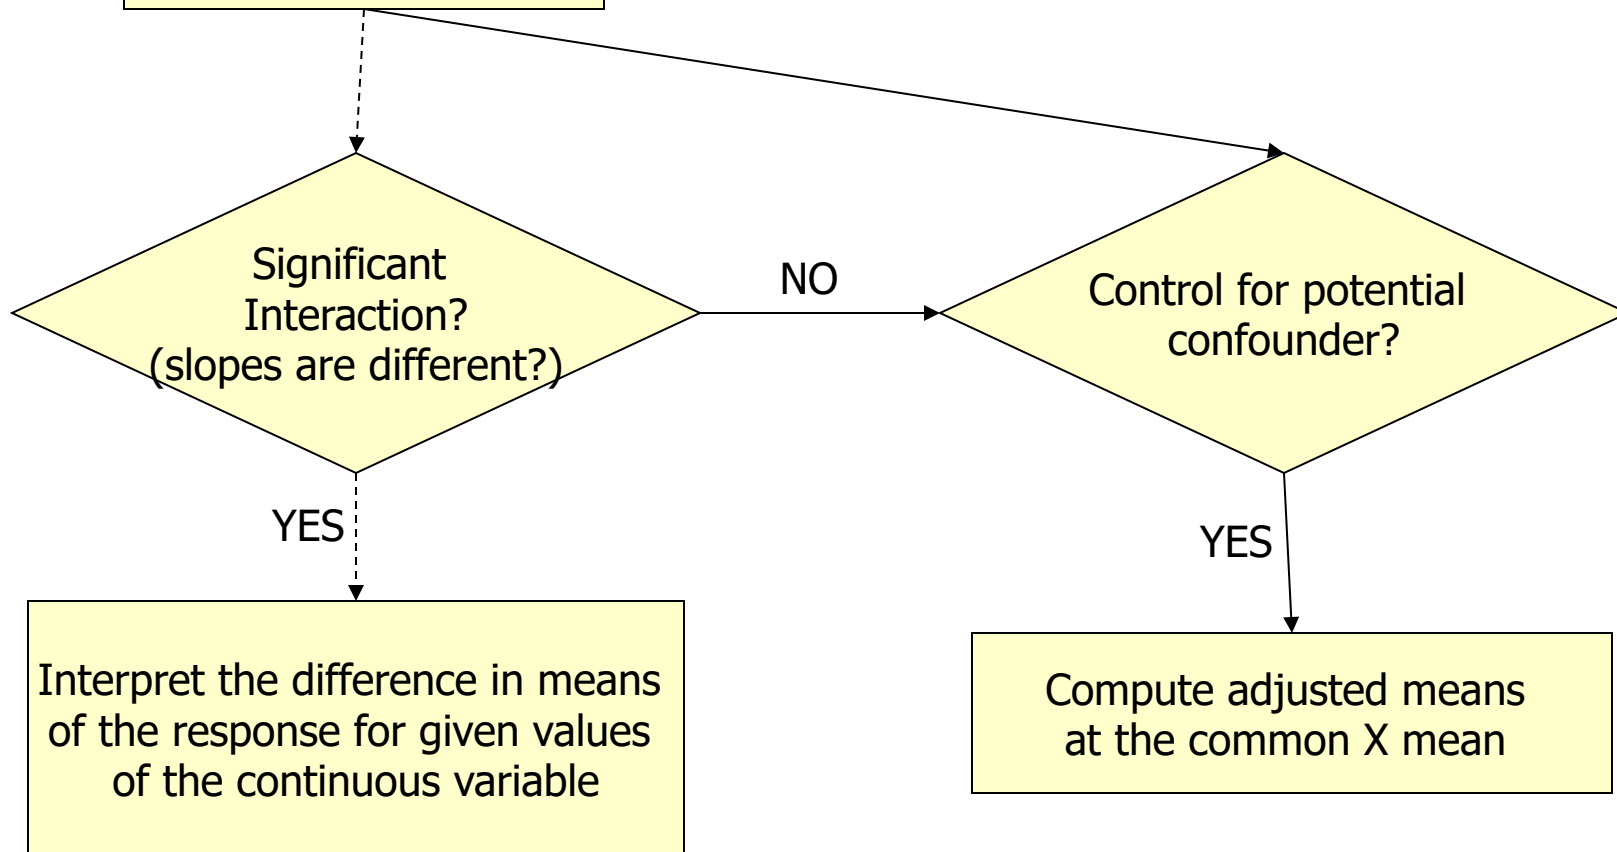 Significant
Interaction?
(slopes are different?)
NO
Control for potential
confounder?
YES
YES
Interpret the difference in means
of the response for given values
of the continuous variable
Compute adjusted means
at the common X mean